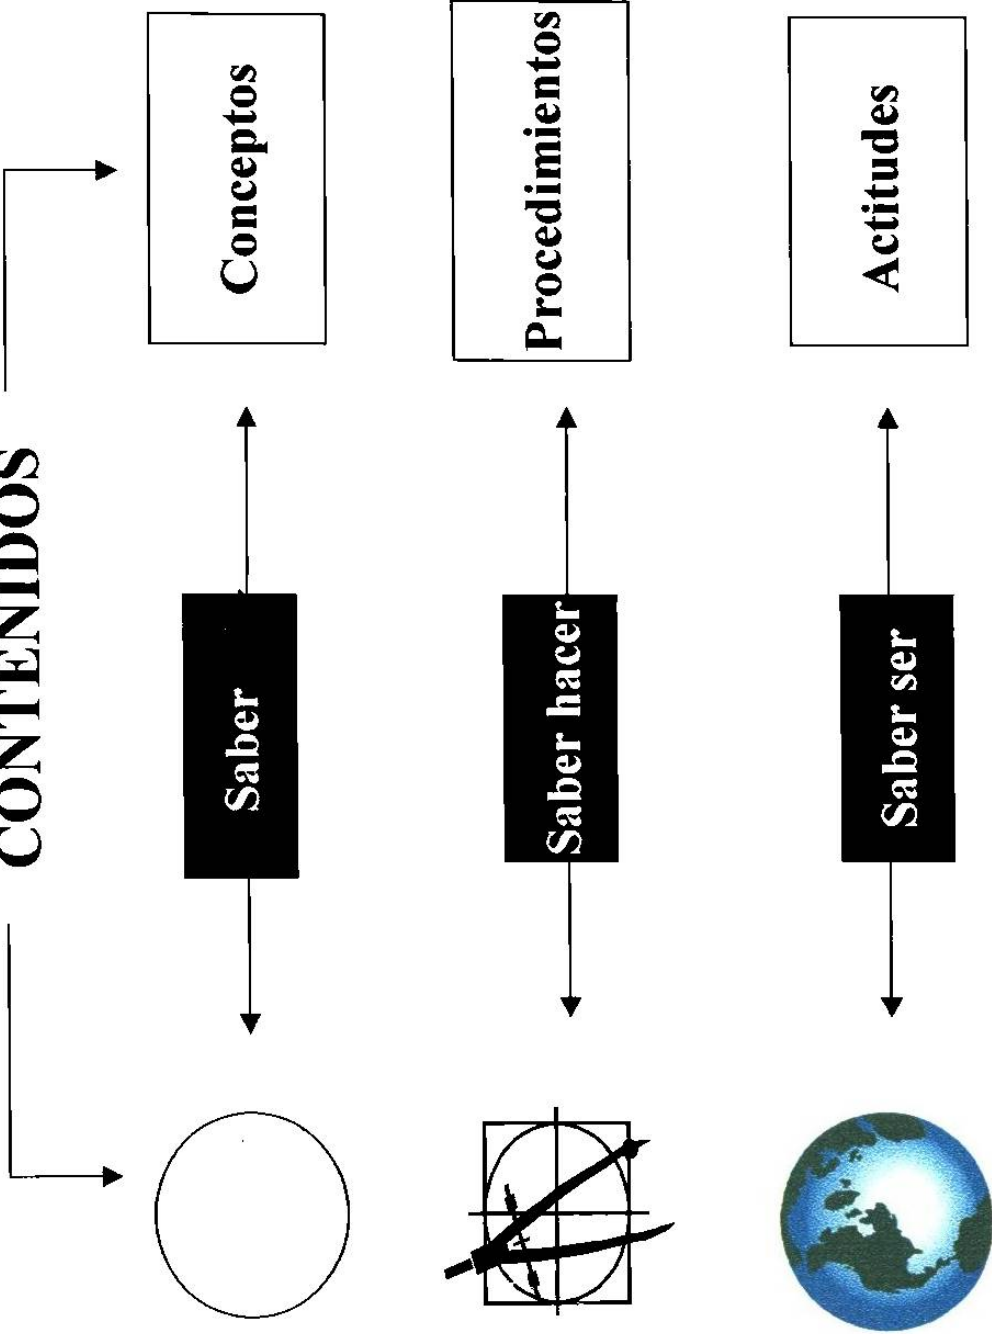 CONTENIDOS
Saber
Conceptos
Saber hacer
Procedimientos
Saber ser
Actitudes